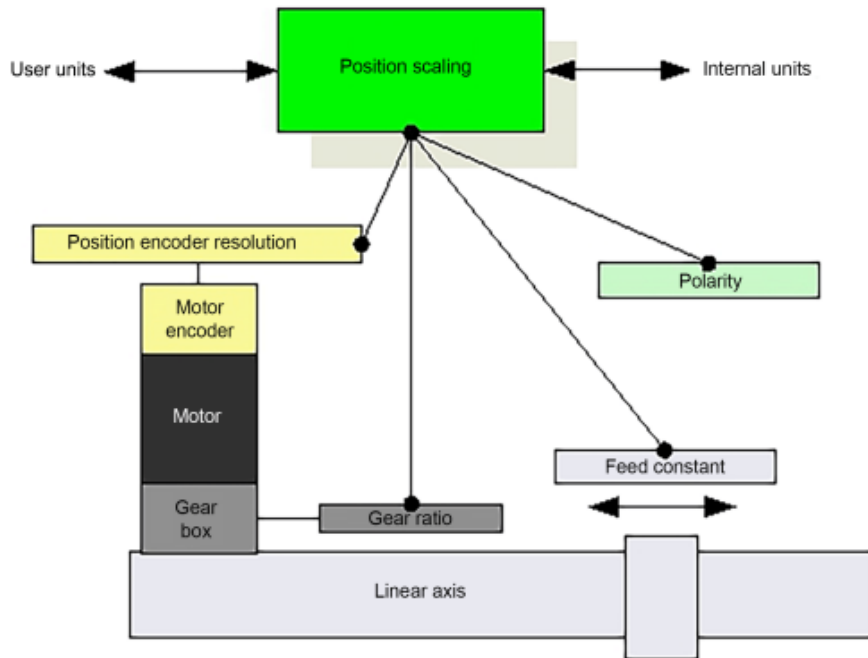 User units
Position scaling
Internal units
Position encoder resolution
Polarity
Motor
encoder
Motor
Feed constant
Gear
box
Gear ratio
Linear axis